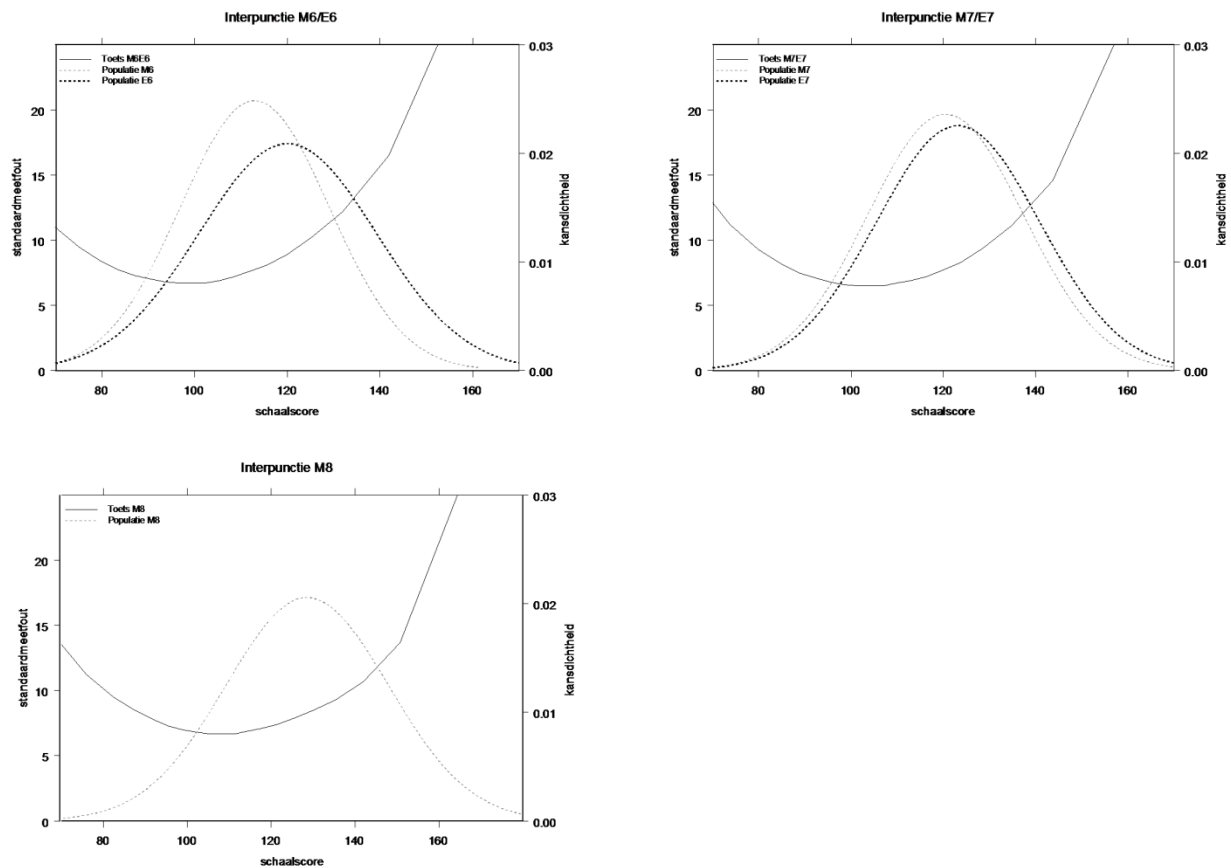 Interpunctie M6/E6
Toets M6E6
Populatie M6
Populatie E6
standaardmeetfout
0
5
10
15
20
kansdichtheid
0.00
0.01
0.02
0.03
80 100 120 140 160
schaalscore
Interpunctie M7/E7
Toets M7E7
Populatie M7
Populatie E7
standaardmeetfout
0
5
10
15
20
kansdichtheid
0.00
0.01
0.02
0.03
80 100 120 140 160
schaalscore
Interpunctie M8
Toets M8
Populatie M8
standaardmeetfout
0
5
10
15
20
kansdichtheid
0.00
0.01
0.02
0.03
80 100 120 140 160
schaalscore